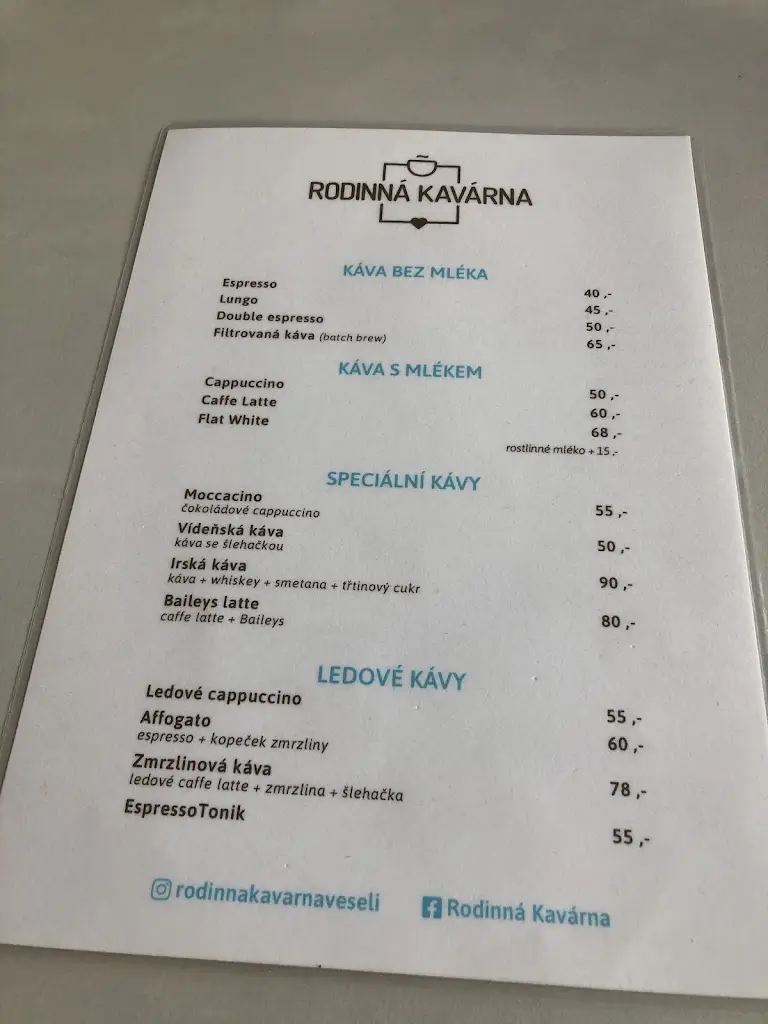 RODINNÁ KAVÁRNA
KÁVA BEZ MLÉKA
Espresso 40 ,-
Lungo 45 ,-
Double espresso 50 ,-
Filtrovaná káva (batch brew) 65 ,-
KÁVA S MLÉKEM
Cappuccino 50 ,-
Caffe Latte 60 ,-
Flat White 68 ,-
rostlinné mléko + 15 ,-
SPECIÁLNÍ KÁVY
Moccacino 55 ,-
čokoládové cappuccino
Vídeňská káva 50 ,-
káva se šlehačkou
Irská káva 90 ,-
káva + whiskey + smetana + třtinový cukr
Baileys latte 80 ,-
caffe latte + Baileys
LEDOVÉ KÁVY
Ledové cappuccino 55 ,-
Affogato 60 ,-
espresso + kopeček zmrzliny
Zmrzlinová káva 78 ,-
ledové caffe latte + zmrzlina + šlehačka
EspressoTonik 55 ,-
rodinnakavarnaveseli Rodinná Kavárna